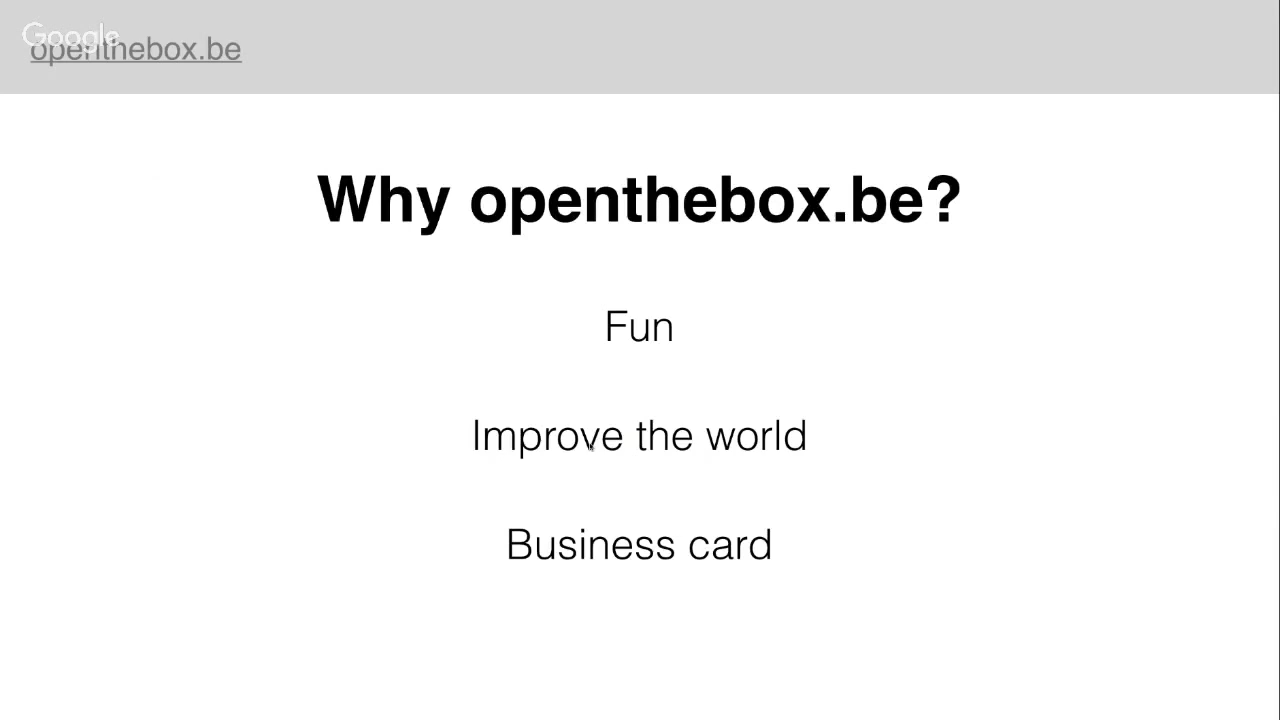 Google
openthebox.be
Why openthebox.be?
Fun
Improve the world
Business card